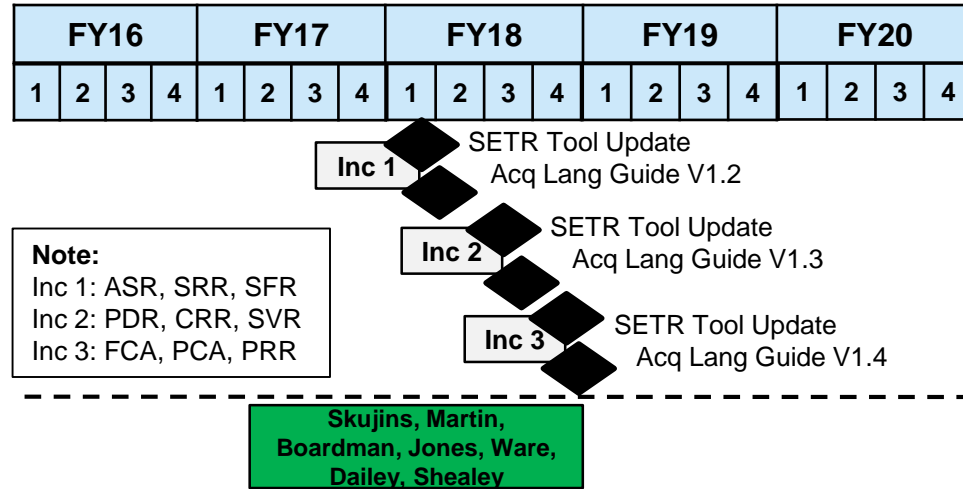 FY16 FY17 FY18 FY19 FY20
1 2 3 4 1 2 3 4 1 2 3 4 1 2 3 4 1 2 3 4
SETR Tool Update
Inc 1
Acq Lang Guide V1.2
SETR Tool Update
Inc 2
Acq Lang Guide V1.3
SETR Tool Update
Inc 3
Acq Lang Guide V1.4
Note:
Inc 1: ASR, SRR, SFR
Inc 2: PDR, CRR, SVR
Inc 3: FCA, PCA, PRR
Skujins, Martin,
Boardman, Jones, Ware,
Dailey, Shealey